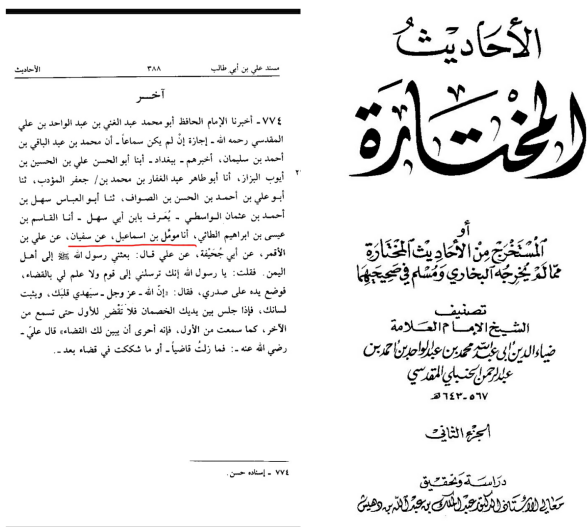 الأحاديث
٣٨٨
مسند علي بن أبي طالب
آخر
٧٧٤ـ أخبرنا الإمام الحافظ أبو محمد عبد الغني بن عبد الواحد بن علي
المقدسي رحمه الله ـ إجازة إنْ لم يكن سماعاً ـ أن محمد بن عبد الباقي بن
أحمد بن سليمان، أخبرهم ـ ببغداد ـ أبنا أبو الحسن علي بن الحسين بن
أيوب البزاز، أنا أبو طاهر عبد الغفار بن محمد بن/ جعفر المؤدب، ثنا
أبو علي بن أحمد بن الحسن بن الصواف، ثنا أبو العباس سهل بن
أحمد بن عثمان الواسطي ـ يُعرف بابن أبي سهل ـ أنا القاسم بن
عيسى بن ابراهيم الطائي، أنا مومّل بن اسماعيل، عن سفيان، عن علي بن
الأقمر، عن أبي جُحَيفة، عن علي قال: بعثني رسول الله ﷺ إلى أهل
اليمن. فقلت: يا رسول الله إنك ترسلني إلى قوم ولا علم لي بالقضاء،
فوضع يده على صدري، فقال: «إنّ الله ـ عز وجل ـ سيَهدي قلبَك، ويثبت
لسانك، فإذا جلس بين يديك الخصمان فلا تَقْض للأول حتى تسمع من
الآخر، كما سمعت من الأول، فإنه أحرى أن يبين لك القضاء» قال عليّ ـ
رضي الله عنه ـ: فما زلتُ قاضياً ـ أو ما شككت في قضاء بعد ـ.
٧٧٤ ـ إسناده حسن.
الأحاديث
المختارة
أو
المستخرج من الأحاديث المختارة
مما لم يخرجه البخاري ومسلم في صحيحيهما
تصنيف
الشيخ الإمام العلامة
ضياء الدين أبي عبد الله محمد بن عبد الواحد بن أحمد بن
عبد الرحمن الحنبلي المقدسي
٥٦٧-٦٤٣ هـ
الجزء الثاني
دراسة وتحقيق
معالي الأستاذ الدكتور عبد الملك بن عبد الله بن دهيش